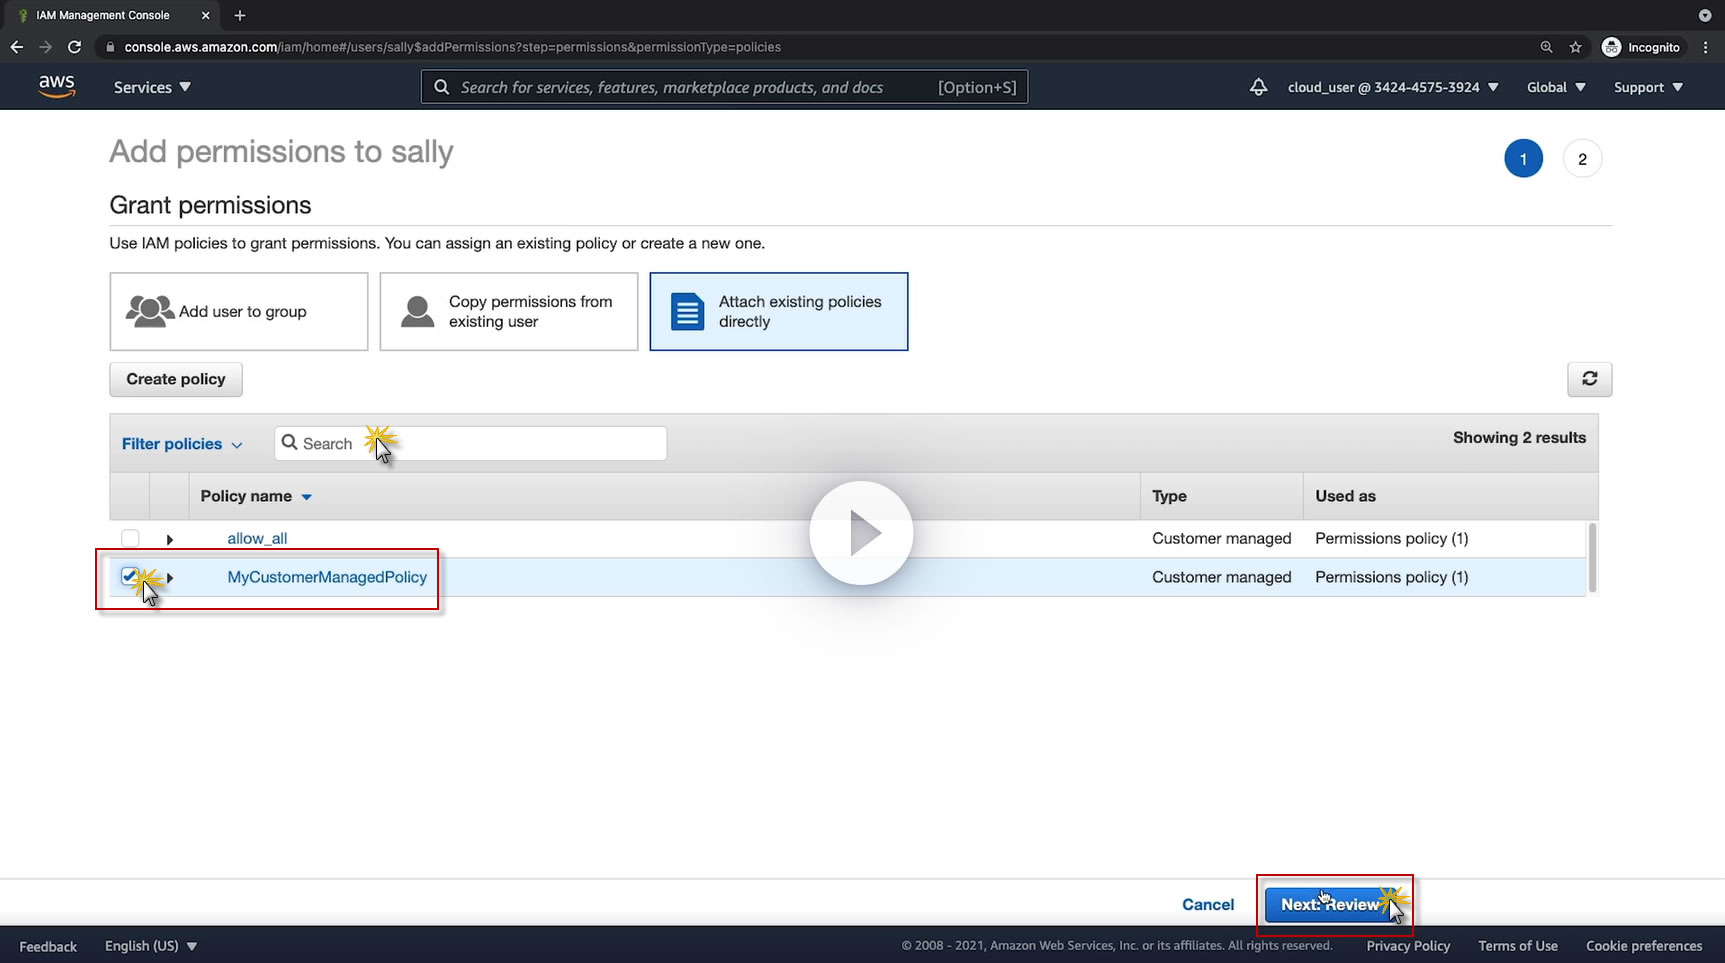 IAM Management Console
console.aws.amazon.com/iam/home#/users/sally$addPermissions?step=permissions&permissionType=policies
Incognito
aws
Services
Search for services, features, marketplace products, and docs [Option+S]
cloud_user @ 3424-4575-3924
Global
Support
Add permissions to sally
1
2
Grant permissions
Use IAM policies to grant permissions. You can assign an existing policy or create a new one.
Add user to group
Copy permissions from
existing user
Attach existing policies
directly
Create policy
Filter policies
Search
Showing 2 results
Policy name Type Used as
allow_all Customer managed Permissions policy (1)
MyCustomerManagedPolicy Customer managed Permissions policy (1)
Cancel
Next: Review
Feedback
English (US)
© 2008 - 2021, Amazon Web Services, Inc. or its affiliates. All rights reserved.
Privacy Policy
Terms of Use
Cookie preferences